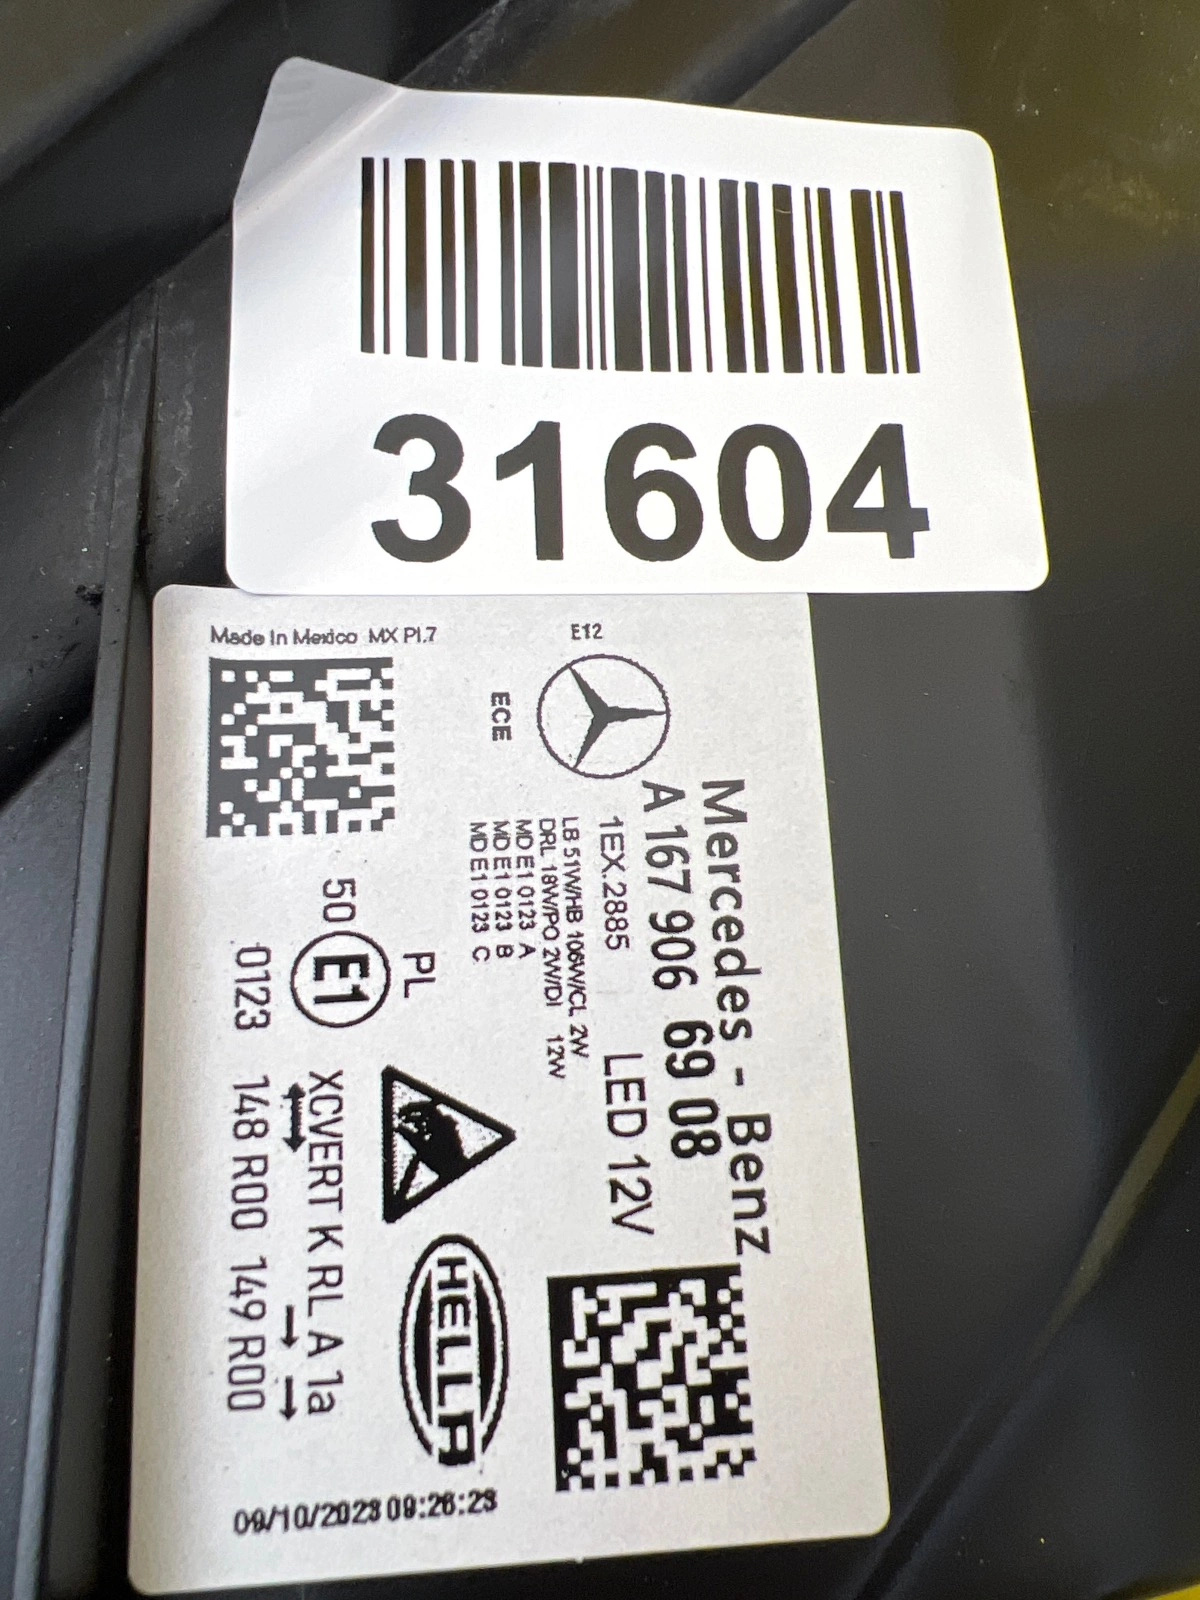 31604
Made In Mexico MX Pl.7
E12
Mercedes - Benz
A 167 906 69 08
1EX.2885 LED 12V
LB 51W/HB 106W/CL 2W
DRL 18W/PO 2W/DI 12W
MD E1 0123 A
MD E1 0123 B
MD E1 0123 C
ECE
PL
HELLA
50 E1 XCVERT K RL A 1a
0123 148 R00 149 R00
09/10/2023 09:26:23